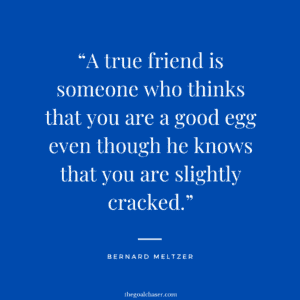 “A true friend is
someone who thinks
that you are a good egg
even though he knows
that you are slightly
cracked.”
BERNARD MELTZER
thegoalchaser.com